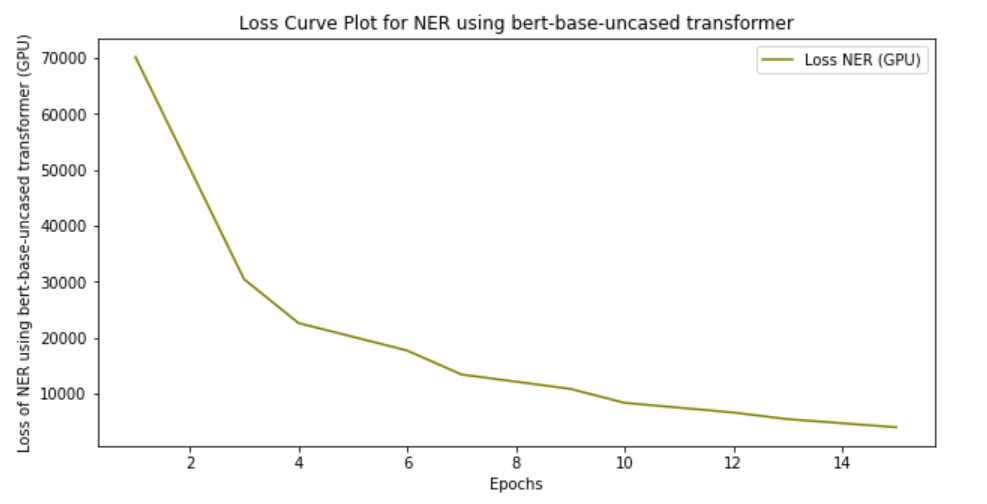 Loss Curve Plot for NER using bert-base-uncased transformer
Loss of NER using bert-base-uncased transformer (GPU)
70000
60000
50000
40000
30000
20000
10000
Loss NER (GPU)
2 4 6 8 10 12 14
Epochs